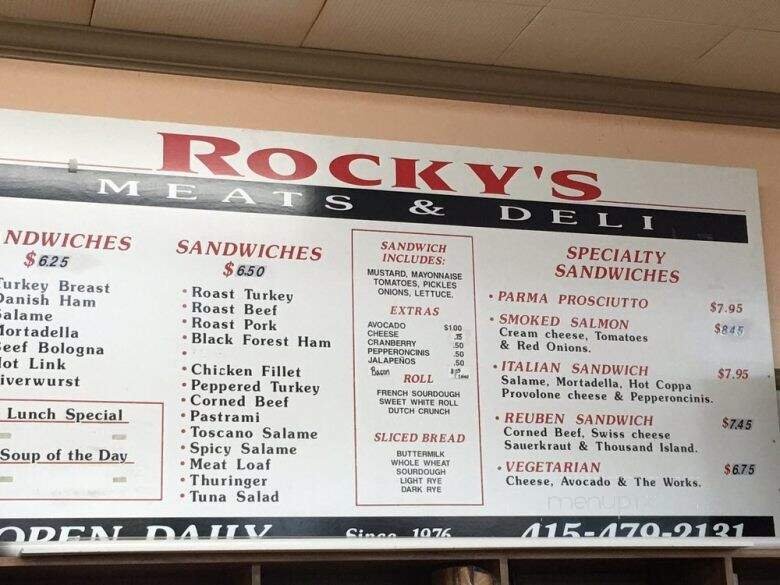 ROCKY'S
MEATS & DELI
NDWICHES
$6.25
urkey Breast
Danish Ham
alame
ortadella
eef Bologna
ot Link
iverwurst
Lunch Special
Soup of the Day
SANDWICHES
$6.50
• Roast Turkey
• Roast Beef
• Roast Pork
• Black Forest Ham
•
• Chicken Fillet
• Peppered Turkey
• Corned Beef
• Pastrami
• Toscano Salame
• Spicy Salame
• Meat Loaf
• Thuringer
• Tuna Salad
SANDWICH
INCLUDES:
MUSTARD, MAYONNAISE
TOMATOES, PICKLES
ONIONS, LETTUCE.
EXTRAS
AVOCADO $1.00
CHEESE .75
CRANBERRY .50
PEPPERONCINIS .50
JALAPEÑOS .50
Bacon
ROLL
FRENCH SOURDOUGH
SWEET WHITE ROLL
DUTCH CRUNCH
SLICED BREAD
BUTTERMILK
WHOLE WHEAT
SOURDOUGH
LIGHT RYE
DARK RYE
SPECIALTY
SANDWICHES
• PARMA PROSCIUTTO $7.95
• SMOKED SALMON $8.45
Cream cheese, Tomatoes
& Red Onions.
• ITALIAN SANDWICH $7.95
Salame, Mortadella, Hot Coppa
Provolone cheese & Pepperoncinis.
• REUBEN SANDWICH $7.45
Corned Beef, Swiss cheese
Sauerkraut & Thousand Island.
• VEGETARIAN $6.75
Cheese, Avocado & The Works.
menupix
OPEN DAILY Since 1976 415-479-2131